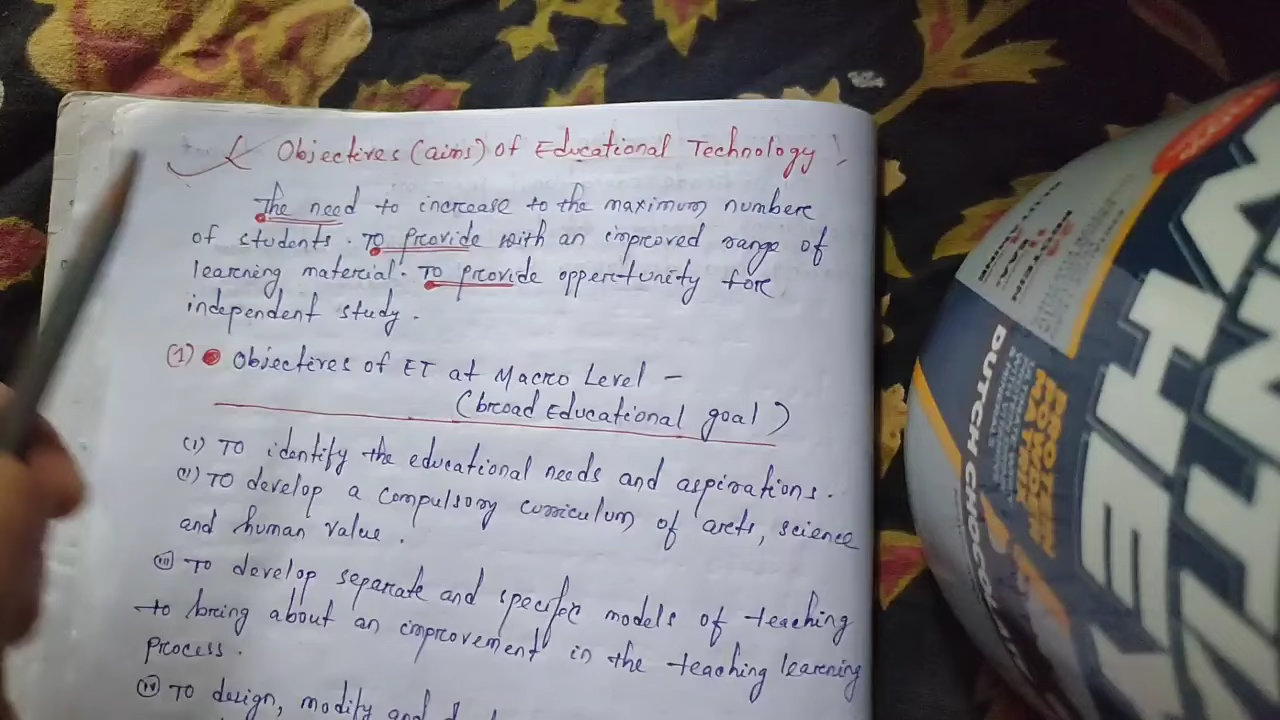 Objectives (aims) of Educational Technology
The need to increase to the maximum number
of students. To Provide with an improved range of
learning material. To provide oppertunity for
independent study.
(1) Objectives of ET at Macro Level -
(broad Educational goal)
(i) To identify the educational needs and aspirations.
(ii) To develop a compulsory curriculum of arts, science
and human value.
(iii) To develop separate and specific models of teaching
to bring about an improvement in the teaching learning
process.
(iv) To design, modify and
WHEY
DUTCH CHOCOLA